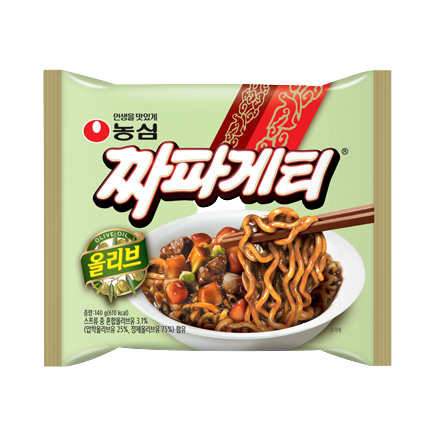 인생을 맛있게
농심
짜파게티®
OLIVE OIL
올리브
중량: 140 g(610 kcal)
스프류 중 혼합올리브유 3.1%
(압착올리브유 25%, 정제올리브유 75%) 함유